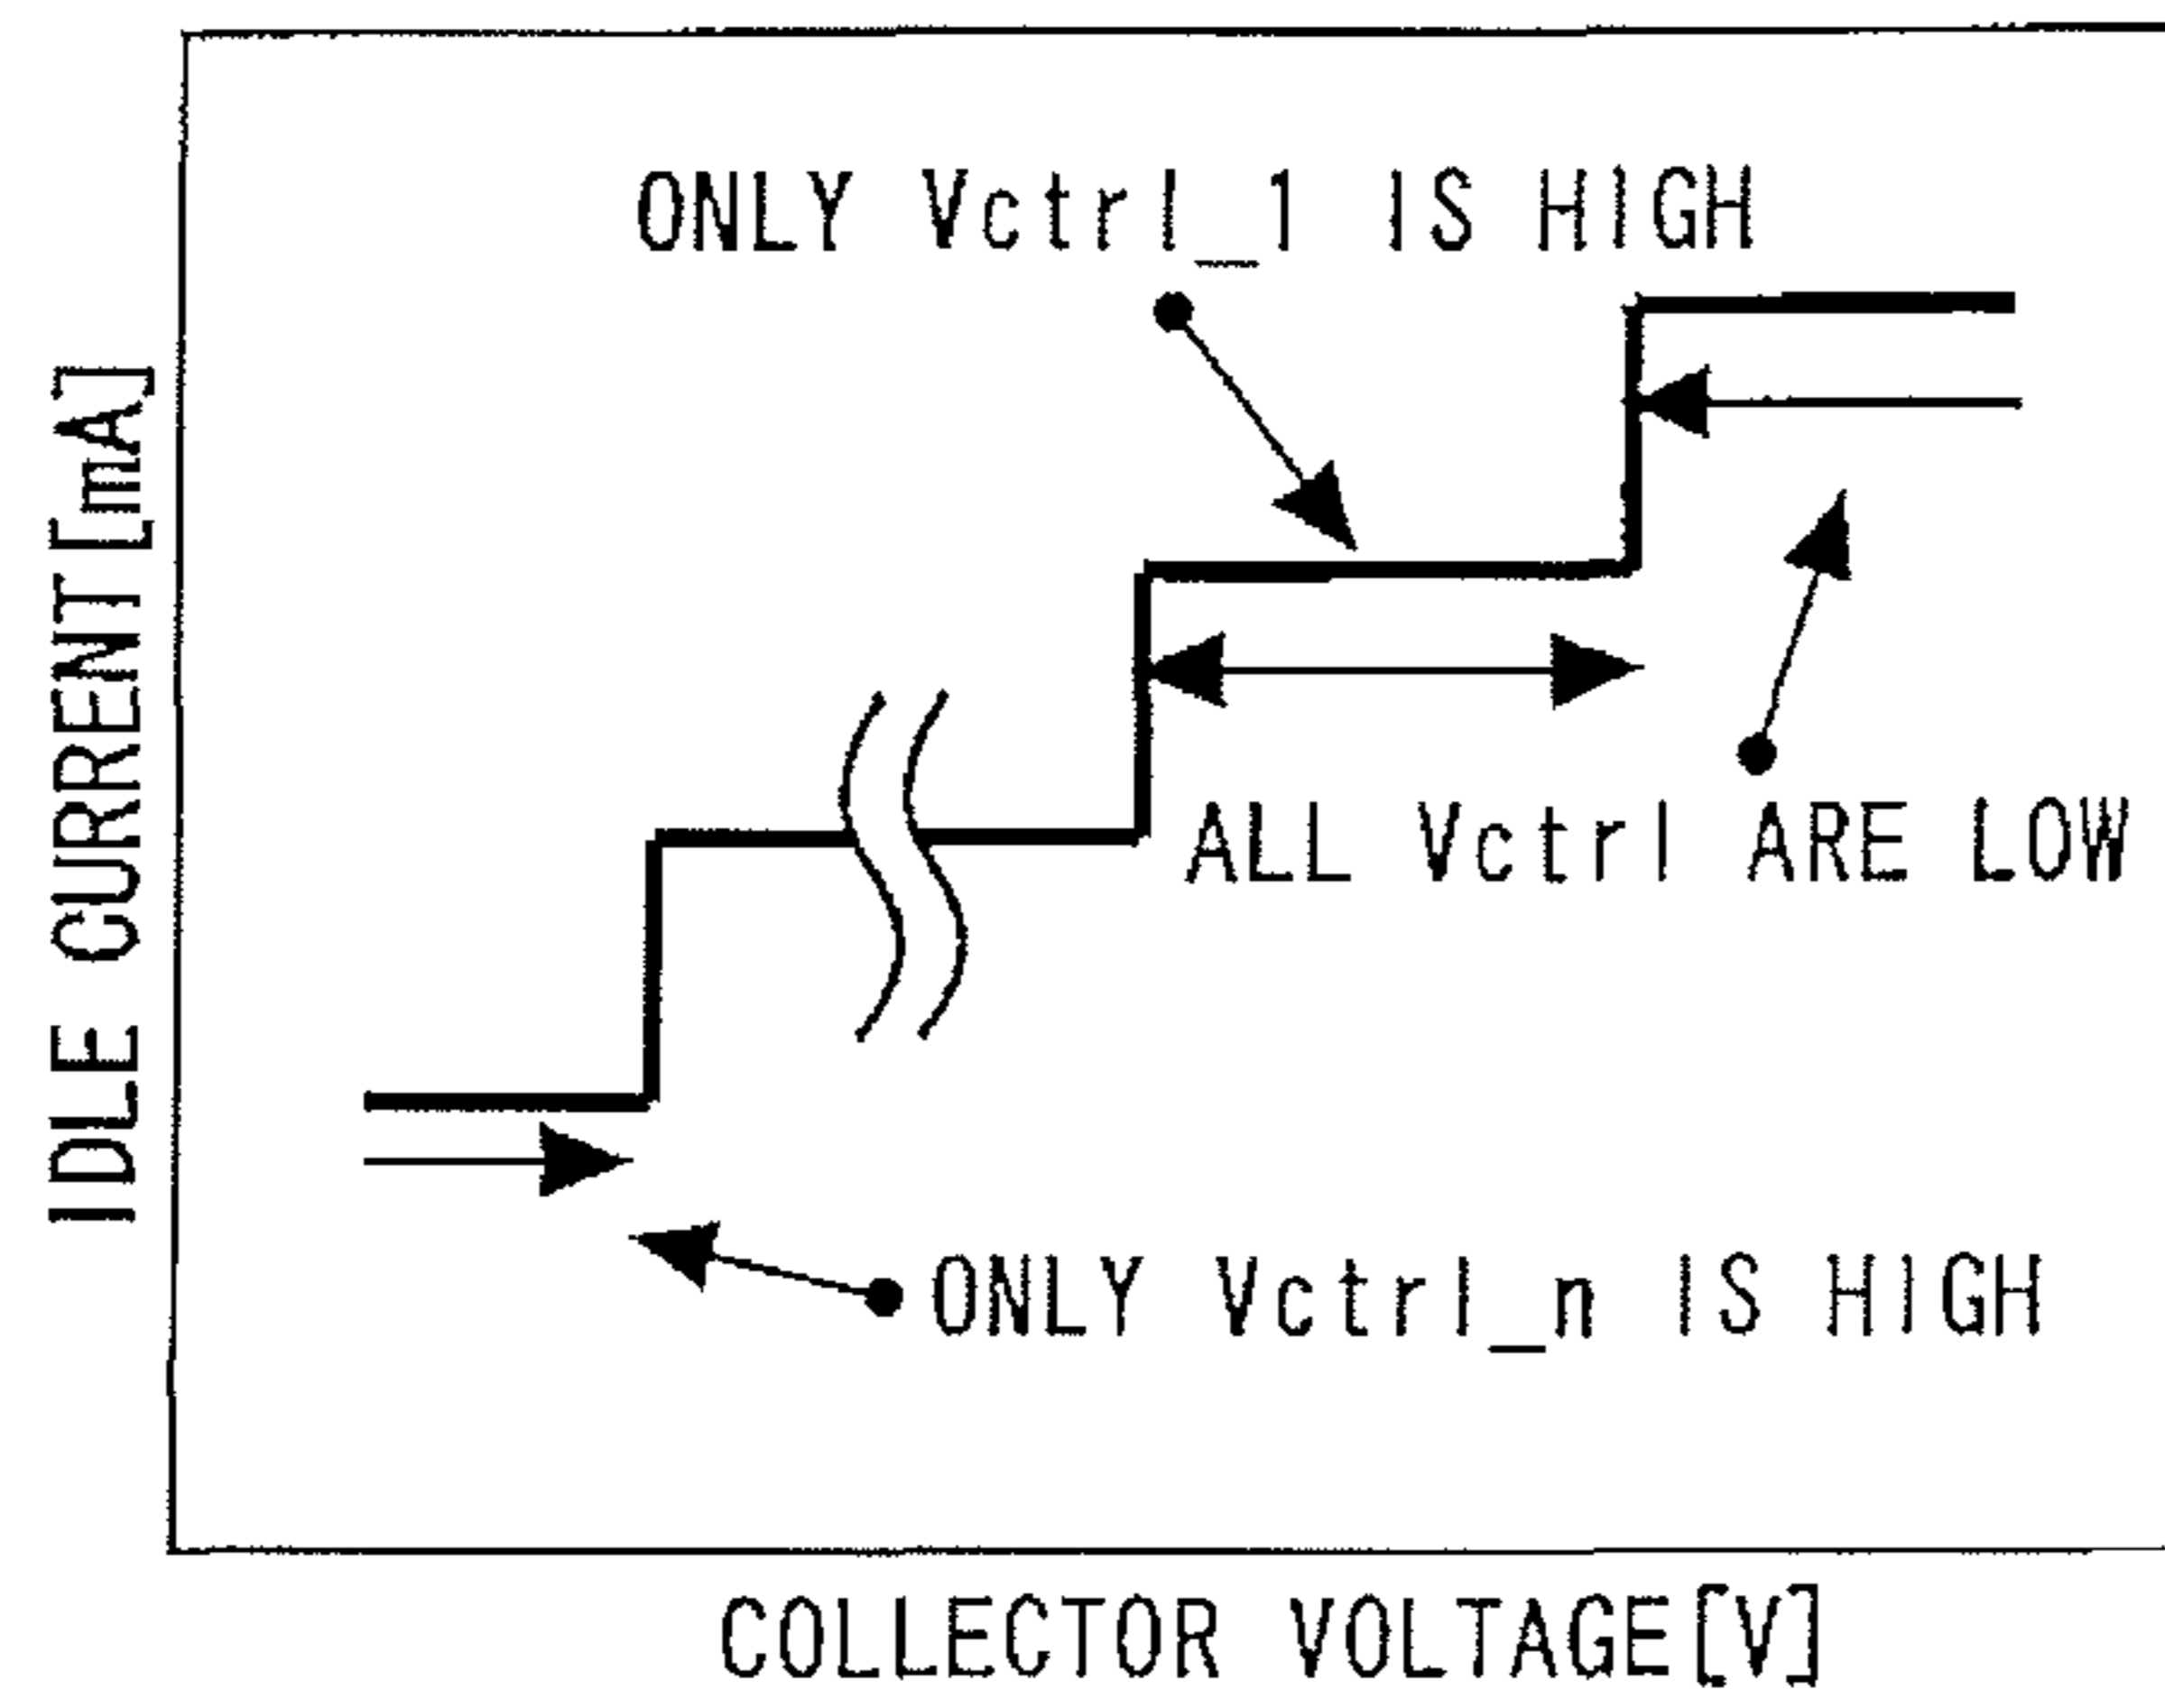 ONLY Vctrl_1 IS HIGH
IDLE CURRENT[mA]
ALL Vctrl ARE LOW
ONLY Vctrl_n IS HIGH
COLLECTOR VOLTAGE[V]